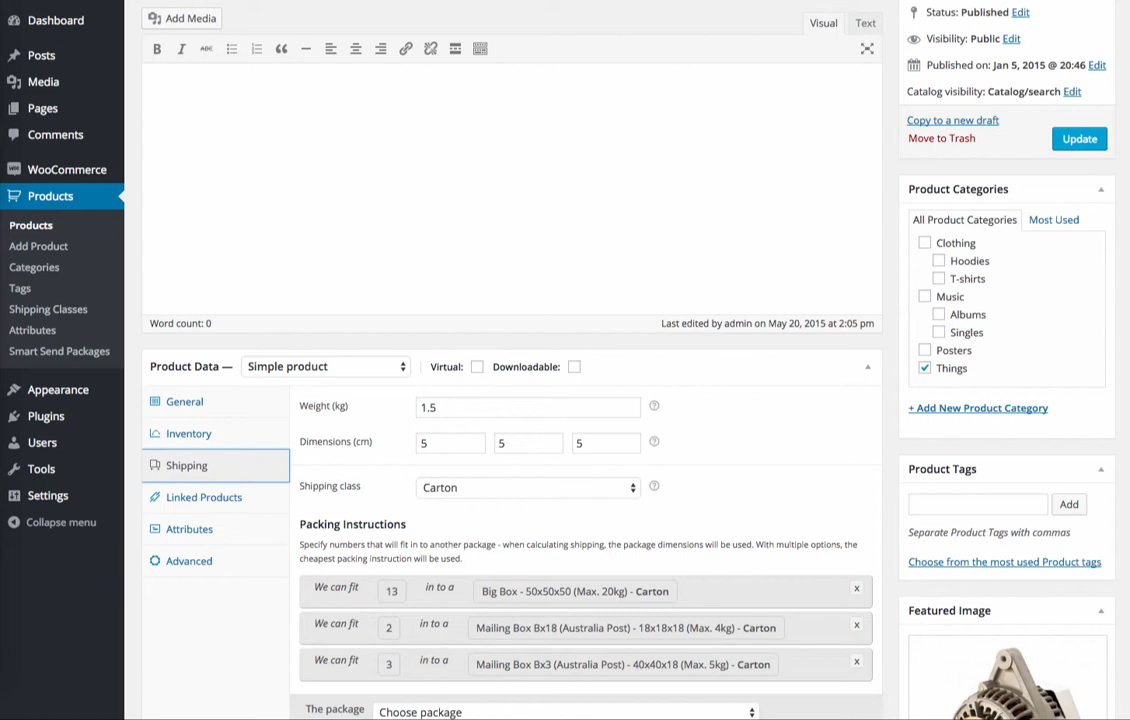 Dashboard
Posts
Media
Pages
Comments
WooCommerce
Products
Products
Add Product
Categories
Tags
Shipping Classes
Attributes
Smart Send Packages
Appearance
Plugins
Users
Tools
Settings
Collapse menu
Add Media
Visual
Text
B I ABC
Word count: 0
Last edited by admin on May 20, 2015 at 2:05 pm
Product Data — Simple product Virtual: Downloadable:
General
Inventory
Shipping
Linked Products
Attributes
Advanced
Weight (kg) 1.5
Dimensions (cm) 5 5 5
Shipping class Carton
Packing Instructions
Specify numbers that will fit in to another package - when calculating shipping, the package dimensions will be used. With multiple options, the
cheapest packing instruction will be used.
We can fit 13 in to a Big Box - 50x50x50 (Max. 20kg) - Carton x
We can fit 2 in to a Mailing Box Bx18 (Australia Post) - 18x18x18 (Max. 4kg) - Carton x
We can fit 3 in to a Mailing Box Bx3 (Australia Post) - 40x40x18 (Max. 5kg) - Carton x
The package Choose package
Status: Published Edit
Visibility: Public Edit
Published on: Jan 5, 2015 @ 20:46 Edit
Catalog visibility: Catalog/search Edit
Copy to a new draft
Move to Trash
Update
Product Categories
All Product Categories Most Used
Clothing
Hoodies
T-shirts
Music
Albums
Singles
Posters
Things
+ Add New Product Category
Product Tags
Add
Separate Product Tags with commas
Choose from the most used Product tags
Featured Image